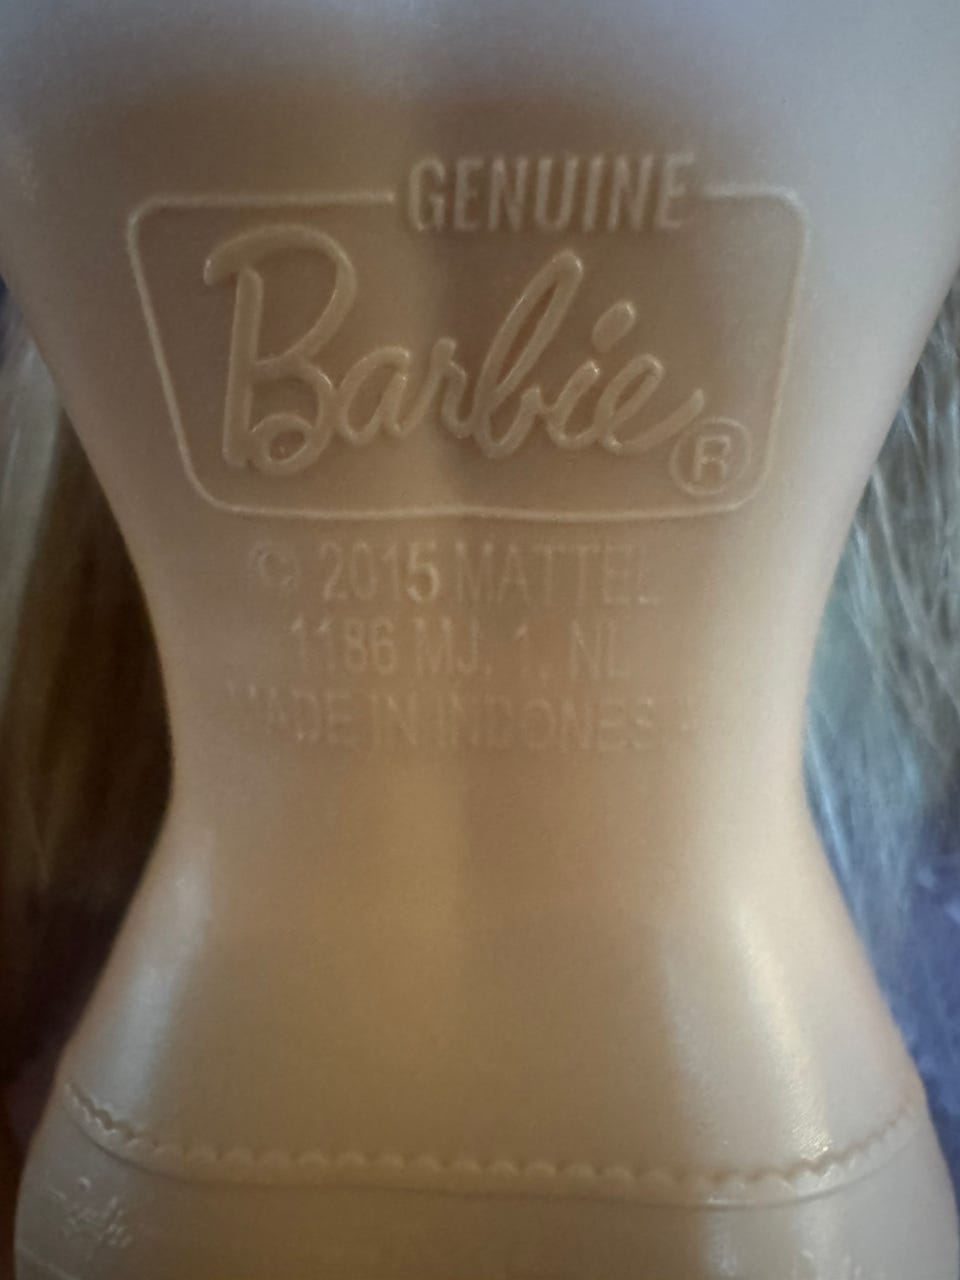 GENUINE
Barbie®
© 2015 MATTEL
1186 MJ. 1. NL
MADE IN INDONESIA